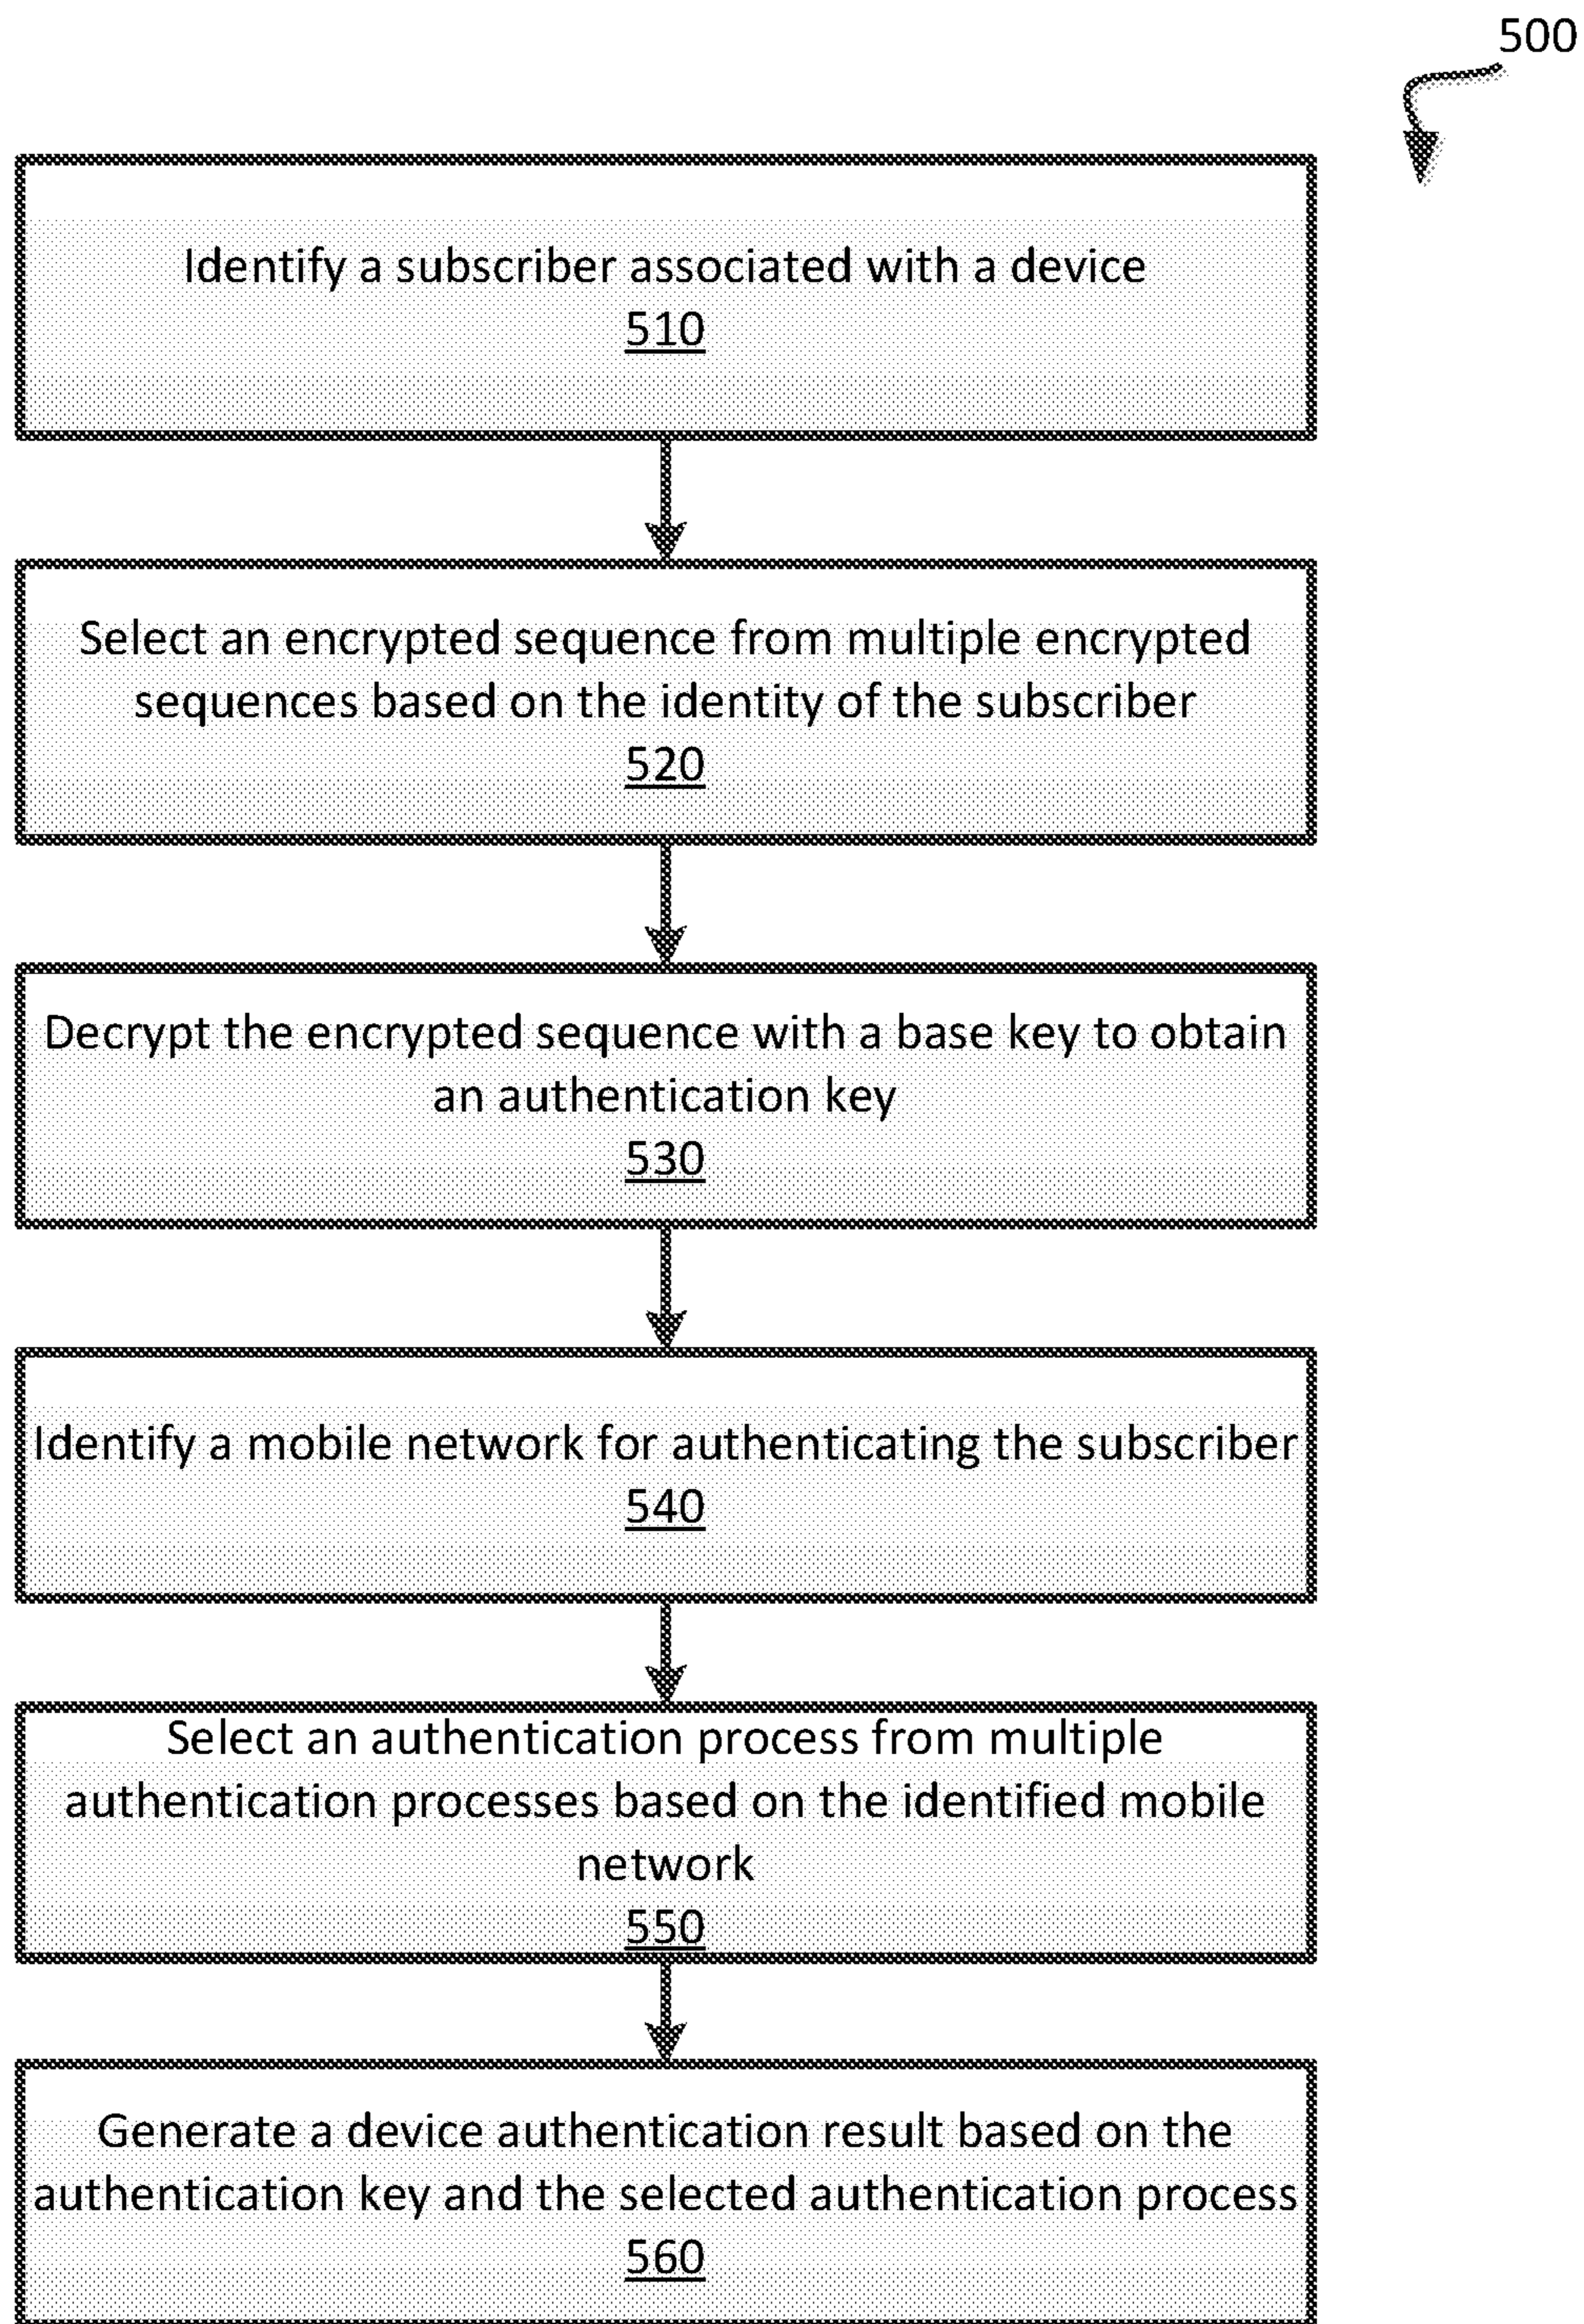 500
Identify a subscriber associated with a device
510
Select an encrypted sequence from multiple encrypted
sequences based on the identity of the subscriber
520
Decrypt the encrypted sequence with a base key to obtain
an authentication key
530
Identify a mobile network for authenticating the subscriber
540
Select an authentication process from multiple
authentication processes based on the identified mobile
network
550
Generate a device authentication result based on the
authentication key and the selected authentication process
560